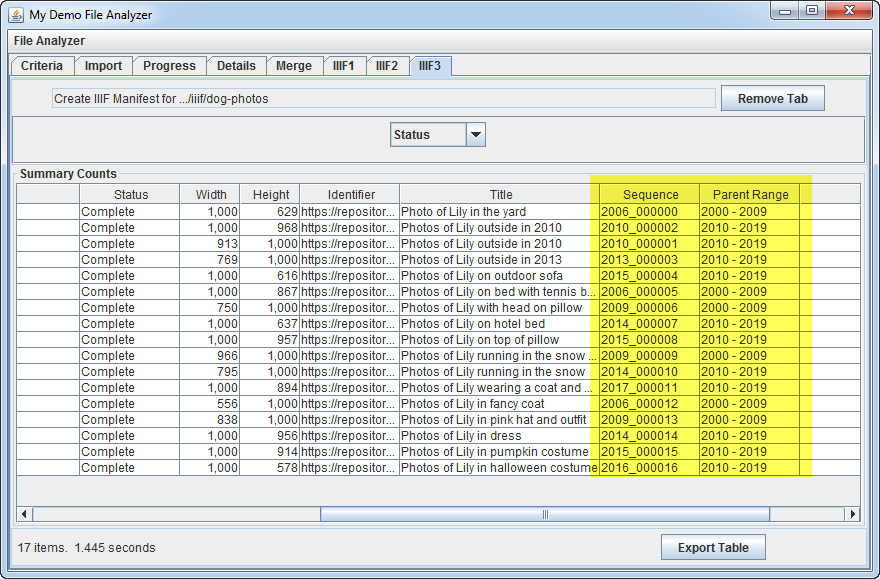 My Demo File Analyzer
File Analyzer
Criteria Import Progress Details Merge IIIF1 IIIF2 IIIF3
Create IIIF Manifest for .../iiif/dog-photos Remove Tab
Status
Summary Counts
Status Width Height Identifier Title Sequence Parent Range
Complete 1,000 629 https://repositor... Photo of Lily in the yard 2006_000000 2000 - 2009
Complete 1,000 968 https://repositor... Photos of Lily outside in 2010 2010_000002 2010 - 2019
Complete 913 1,000 https://repositor... Photos of Lily outside in 2010 2010_000001 2010 - 2019
Complete 769 1,000 https://repositor... Photos of Lily outside in 2013 2013_000003 2010 - 2019
Complete 1,000 616 https://repositor... Photos of Lily on outdoor sofa 2015_000004 2010 - 2019
Complete 1,000 867 https://repositor... Photos of Lily on bed with tennis b... 2006_000005 2000 - 2009
Complete 750 1,000 https://repositor... Photos of Lily with head on pillow 2009_000006 2000 - 2009
Complete 1,000 637 https://repositor... Photos of Lily on hotel bed 2014_000007 2010 - 2019
Complete 1,000 957 https://repositor... Photos of Lily on top of pillow 2015_000008 2010 - 2019
Complete 966 1,000 https://repositor... Photos of Lily running in the snow ... 2009_000009 2000 - 2009
Complete 795 1,000 https://repositor... Photos of Lily running in the snow 2014_000010 2010 - 2019
Complete 1,000 894 https://repositor... Photos of Lily wearing a coat and ... 2017_000011 2010 - 2019
Complete 556 1,000 https://repositor... Photos of Lily in fancy coat 2006_000012 2000 - 2009
Complete 838 1,000 https://repositor... Photos of Lily in pink hat and outfit 2009_000013 2000 - 2009
Complete 1,000 956 https://repositor... Photos of Lily in dress 2014_000014 2010 - 2019
Complete 1,000 914 https://repositor... Photos of Lily in pumpkin costume 2015_000015 2010 - 2019
Complete 1,000 578 https://repositor... Photos of Lily in halloween costume 2016_000016 2010 - 2019
17 items. 1.445 seconds Export Table